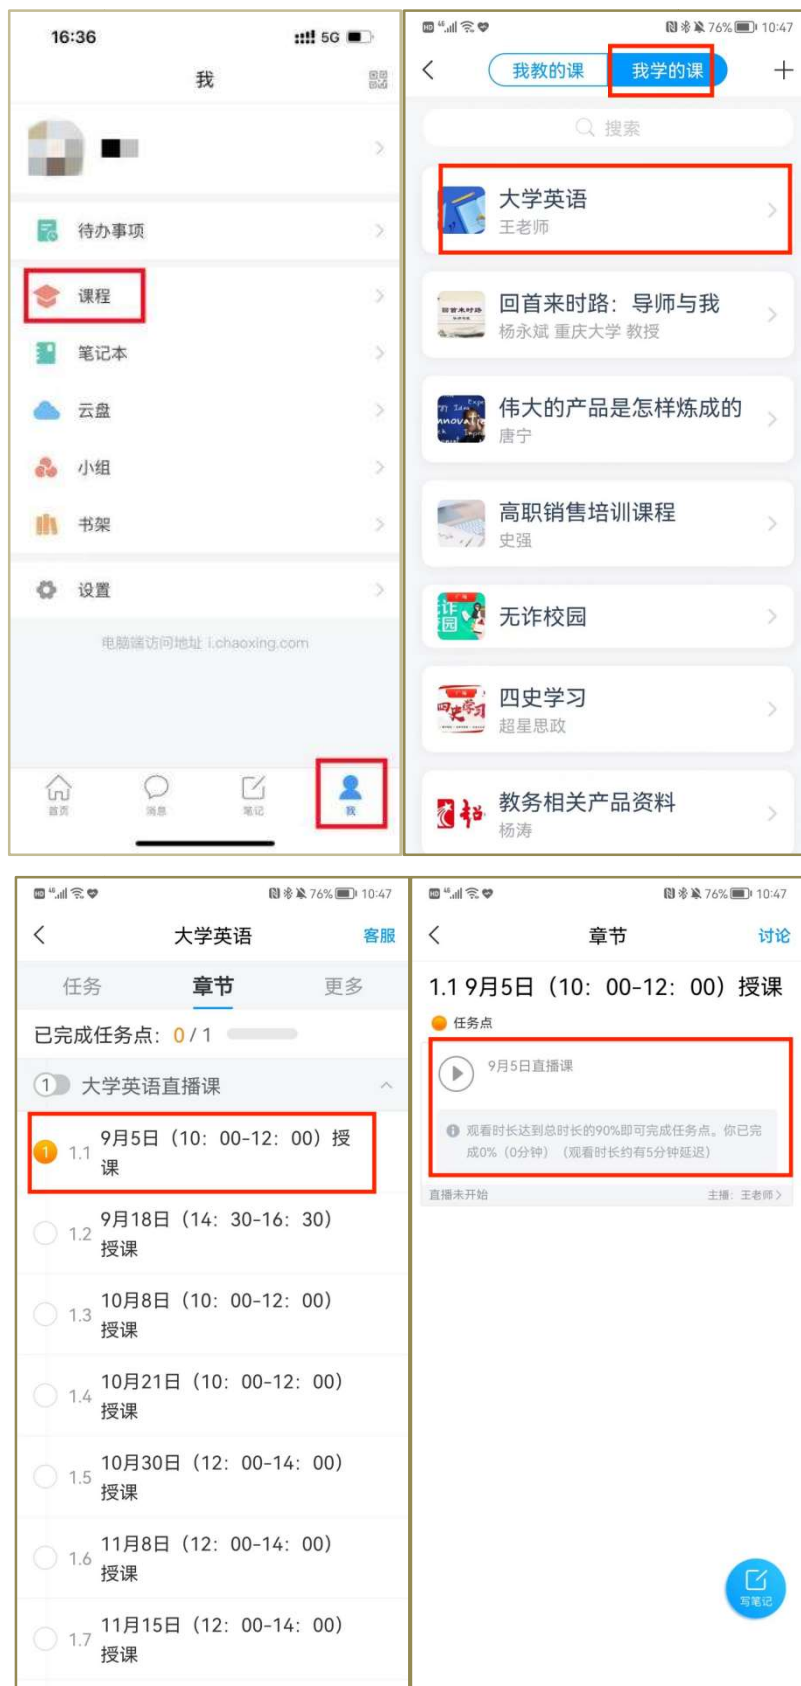 16:36
5G
我
待办事项
课程
笔记本
云盘
小组
书架
设置
电脑端访问地址 i.chaoxing.com
首页
消息
笔记
我
HD 76% 10:47
我教的课
我学的课
搜索
大学英语
王老师
回首来时路
回首来时路：导师与我
杨永斌 重庆大学 教授
伟大的产品是怎样炼成的
唐宁
高职销售培训课程
史强
无诈校园
四史学习
四史学习
超星思政
教务相关产品资料
杨涛
HD 76% 10:47
大学英语
客服
任务
章节
更多
已完成任务点：0/1
1 大学英语直播课
1 1.1 9月5日（10：00-12：00）授
课
1.2 9月18日（14：30-16：30）
授课
1.3 10月8日（10：00-12：00）
授课
1.4 10月21日（10：00-12：00）
授课
1.5 10月30日（12：00-14：00）
授课
1.6 11月8日（12：00-14：00）
授课
1.7 11月15日（12：00-14：00）
授课
HD 76% 10:47
章节
讨论
1.1 9月5日（10：00-12：00）授课
任务点
9月5日直播课
观看时长达到总时长的90%即可完成任务点。你已完
成0%（0分钟）（观看时长约有5分钟延迟）
直播未开始
主播：王老师
写笔记